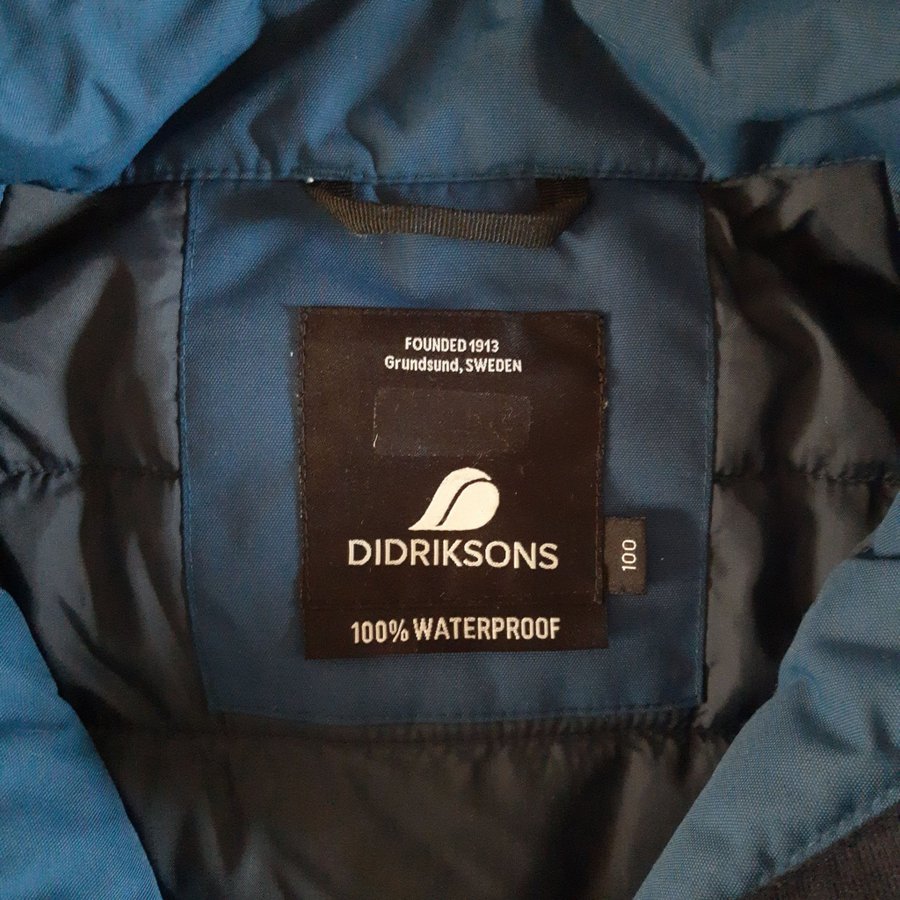 FOUNDED 1913
Grundsund, SWEDEN
DIDRIKSONS
100
100% WATERPROOF